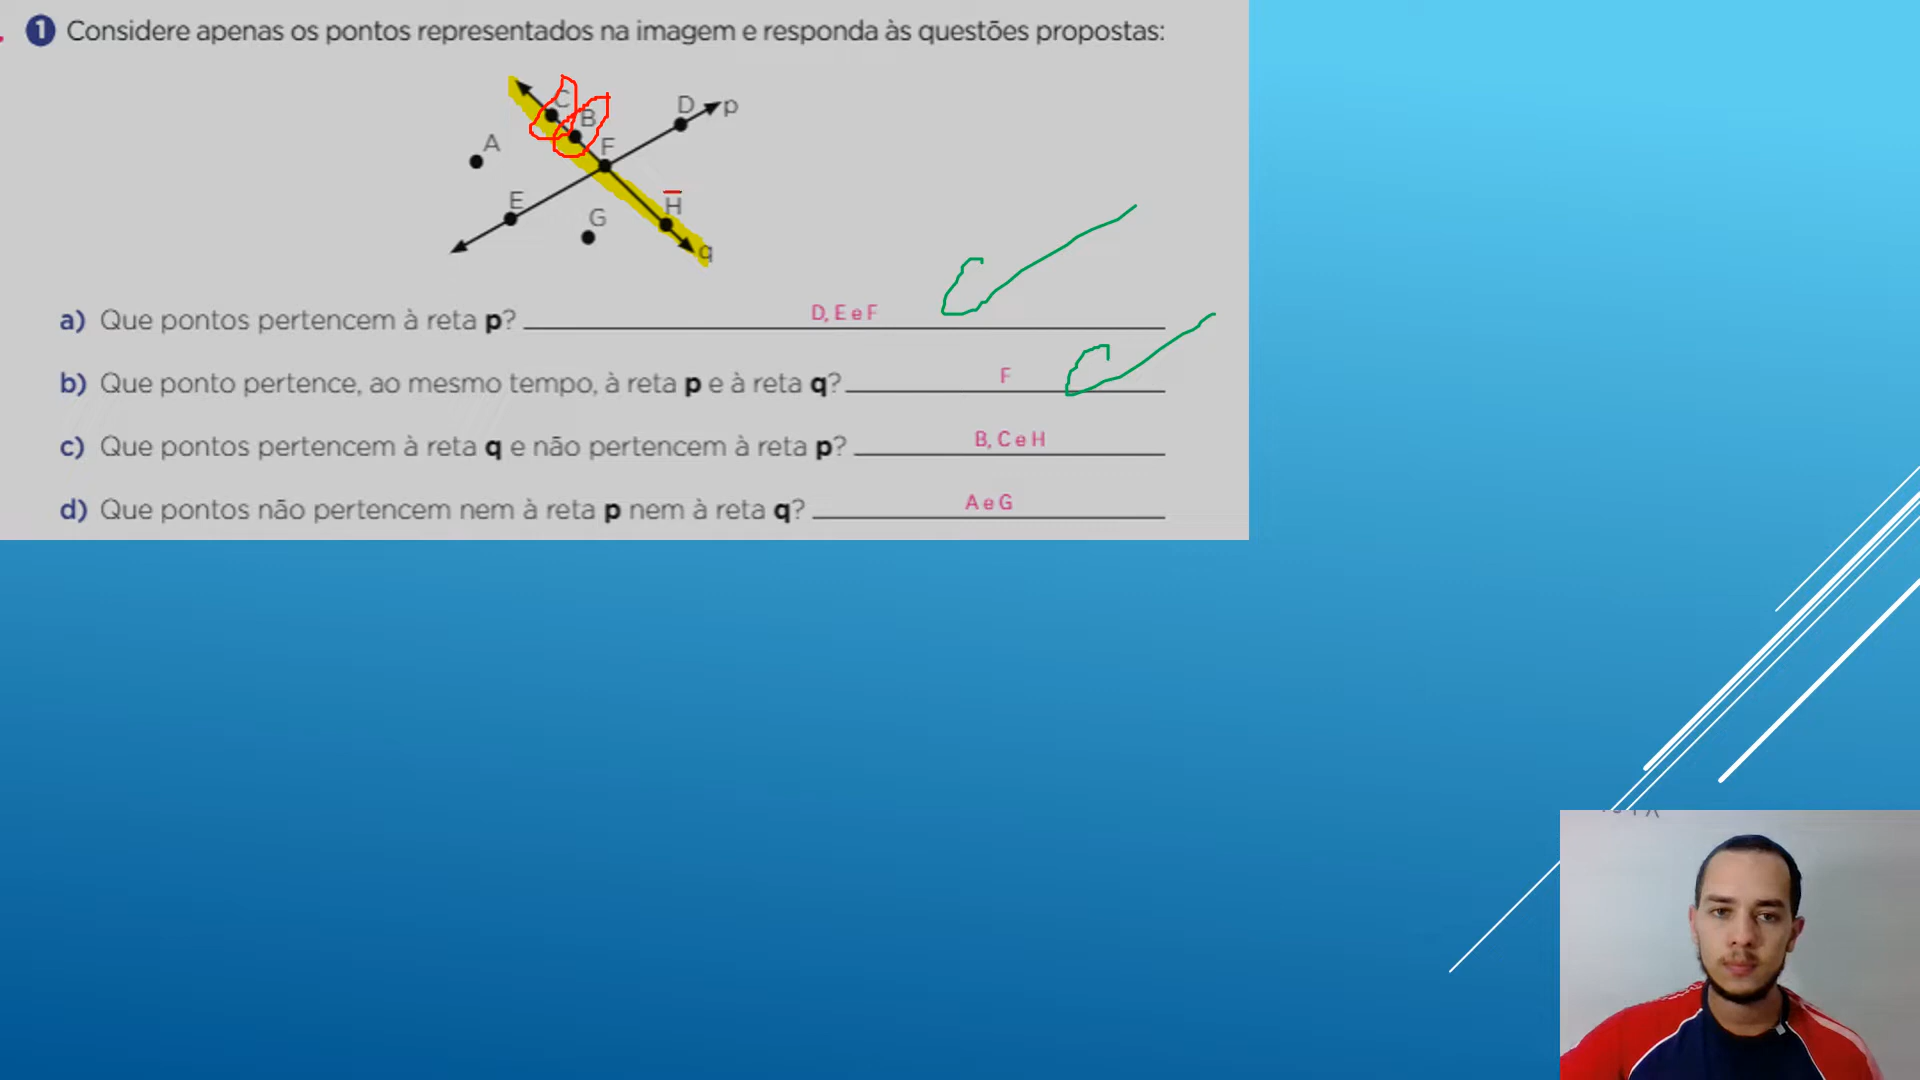 1 Considere apenas os pontos representados na imagem e responda às questões propostas:
C
B
D
p
A
F
E
G
H
q
a) Que pontos pertencem à reta p? D, E e F
b) Que ponto pertence, ao mesmo tempo, à reta p e à reta q? F
c) Que pontos pertencem à reta q e não pertencem à reta p? B, C e H
d) Que pontos não pertencem nem à reta p nem à reta q? A e G